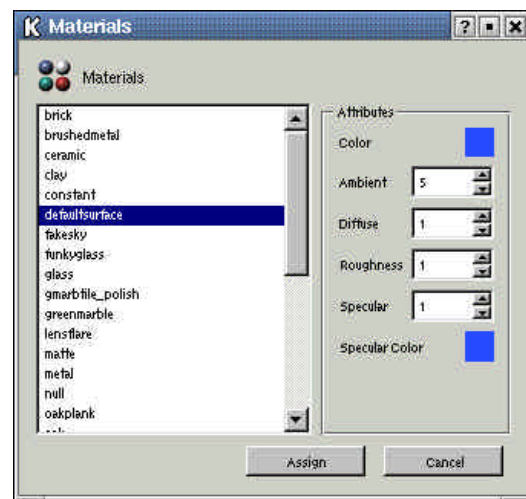 K Materials
Materials
brick
brushedmetal
ceramic
clay
constant
defaultsurface
fakesky
funkyglass
glass
gmarbtile_polish
greenmarble
lensflare
matte
metal
null
oakplank
Attributes
Color
Ambient 5
Diffuse 1
Roughness 1
Specular 1
Specular Color
Assign
Cancel